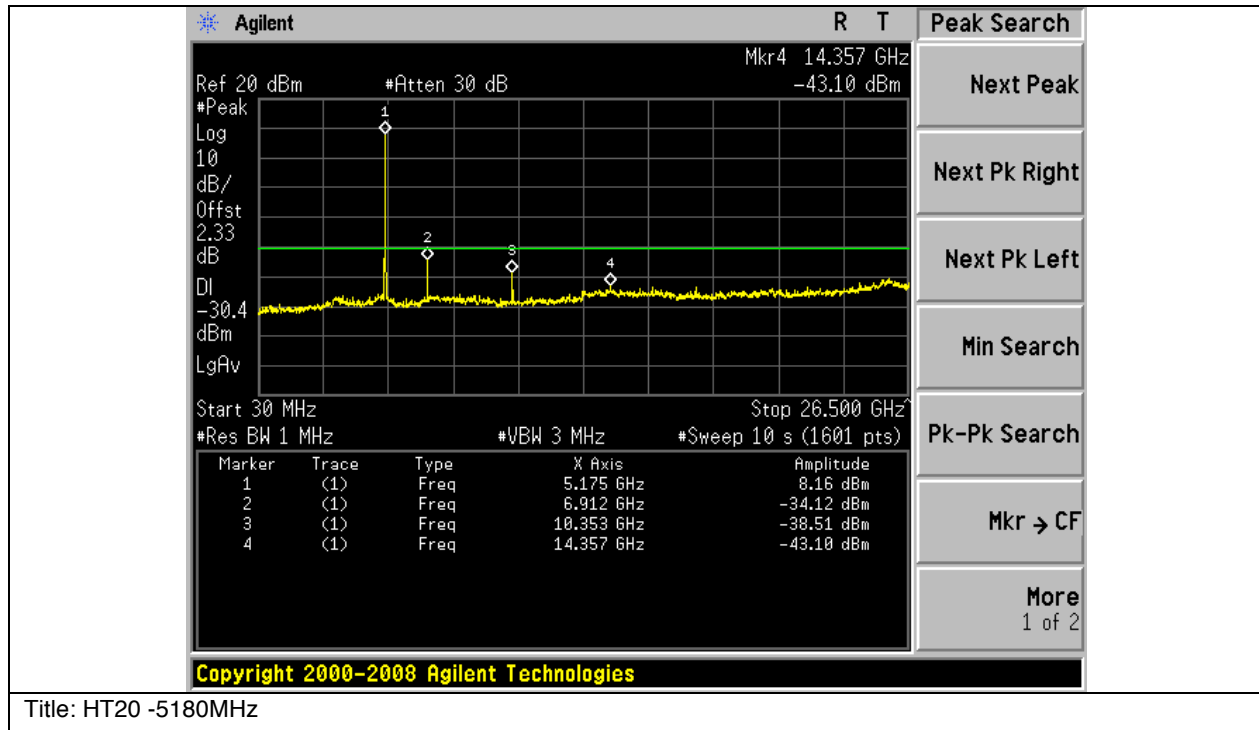 Agilent R T Peak Search
Mkr4 14.357 GHz
Ref 20 dBm #Atten 30 dB -43.10 dBm
Next Peak
#Peak
Log
10
dB/
Offst
2.33
dB
DI
-30.4
dBm
LgAv
1
2
3
4
Next Pk Right
Next Pk Left
Min Search
Start 30 MHz Stop 26.500 GHz^
#Res BW 1 MHz #VBW 3 MHz #Sweep 10 s (1601 pts)
Pk-Pk Search
Marker Trace Type X Axis Amplitude
1 (1) Freq 5.175 GHz 8.16 dBm
2 (1) Freq 6.912 GHz -34.12 dBm
3 (1) Freq 10.353 GHz -38.51 dBm
4 (1) Freq 14.357 GHz -43.10 dBm
Mkr → CF
More
1 of 2
Copyright 2000-2008 Agilent Technologies
Title: HT20 -5180MHz